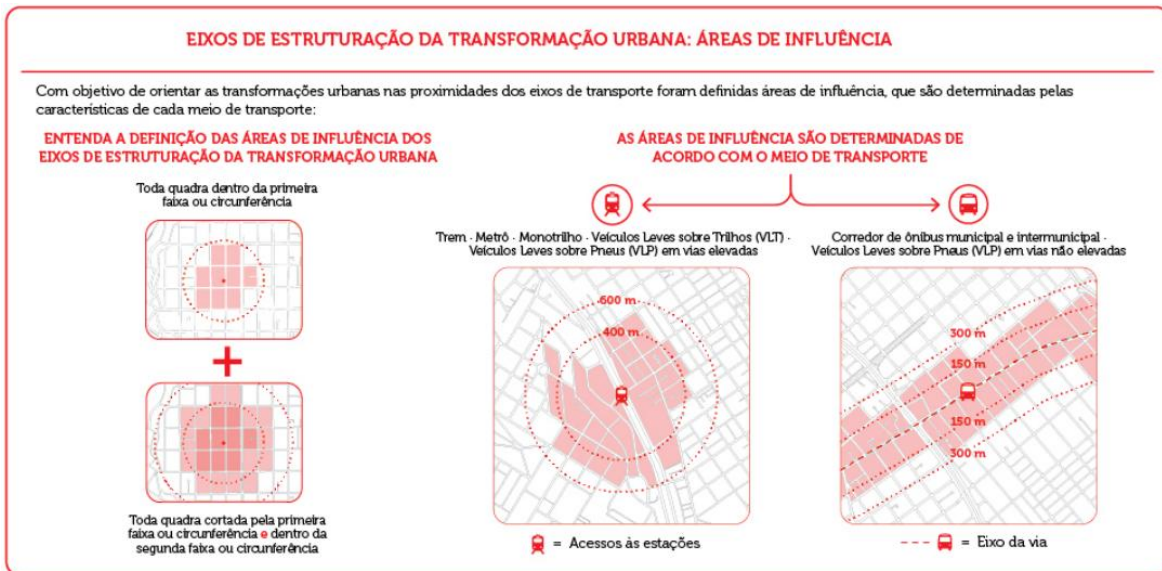 EIXOS DE ESTRUTURAÇÃO DA TRANSFORMAÇÃO URBANA: ÁREAS DE INFLUÊNCIA
Com objetivo de orientar as transformações urbanas nas proximidades dos eixos de transporte foram definidas áreas de influência, que são determinadas pelas
características de cada meio de transporte:
ENTENDA A DEFINIÇÃO DAS ÁREAS DE INFLUÊNCIA DOS
EIXOS DE ESTRUTURAÇÃO DA TRANSFORMAÇÃO URBANA
Toda quadra dentro da primeira
faixa ou circunferência
+
Toda quadra cortada pela primeira
faixa ou circunferência e dentro da
segunda faixa ou circunferência
AS ÁREAS DE INFLUÊNCIA SÃO DETERMINADAS DE
ACORDO COM O MEIO DE TRANSPORTE
Trem · Metrô · Monotrilho · Veículos Leves sobre Trilhos (VLT) ·
Veículos Leves sobre Pneus (VLP) em vias elevadas
600 m
400 m
= Acessos às estações
Corredor de ônibus municipal e intermunicipal ·
Veículos Leves sobre Pneus (VLP) em vias não elevadas
300 m
150 m
150 m
300 m
= Eixo da via